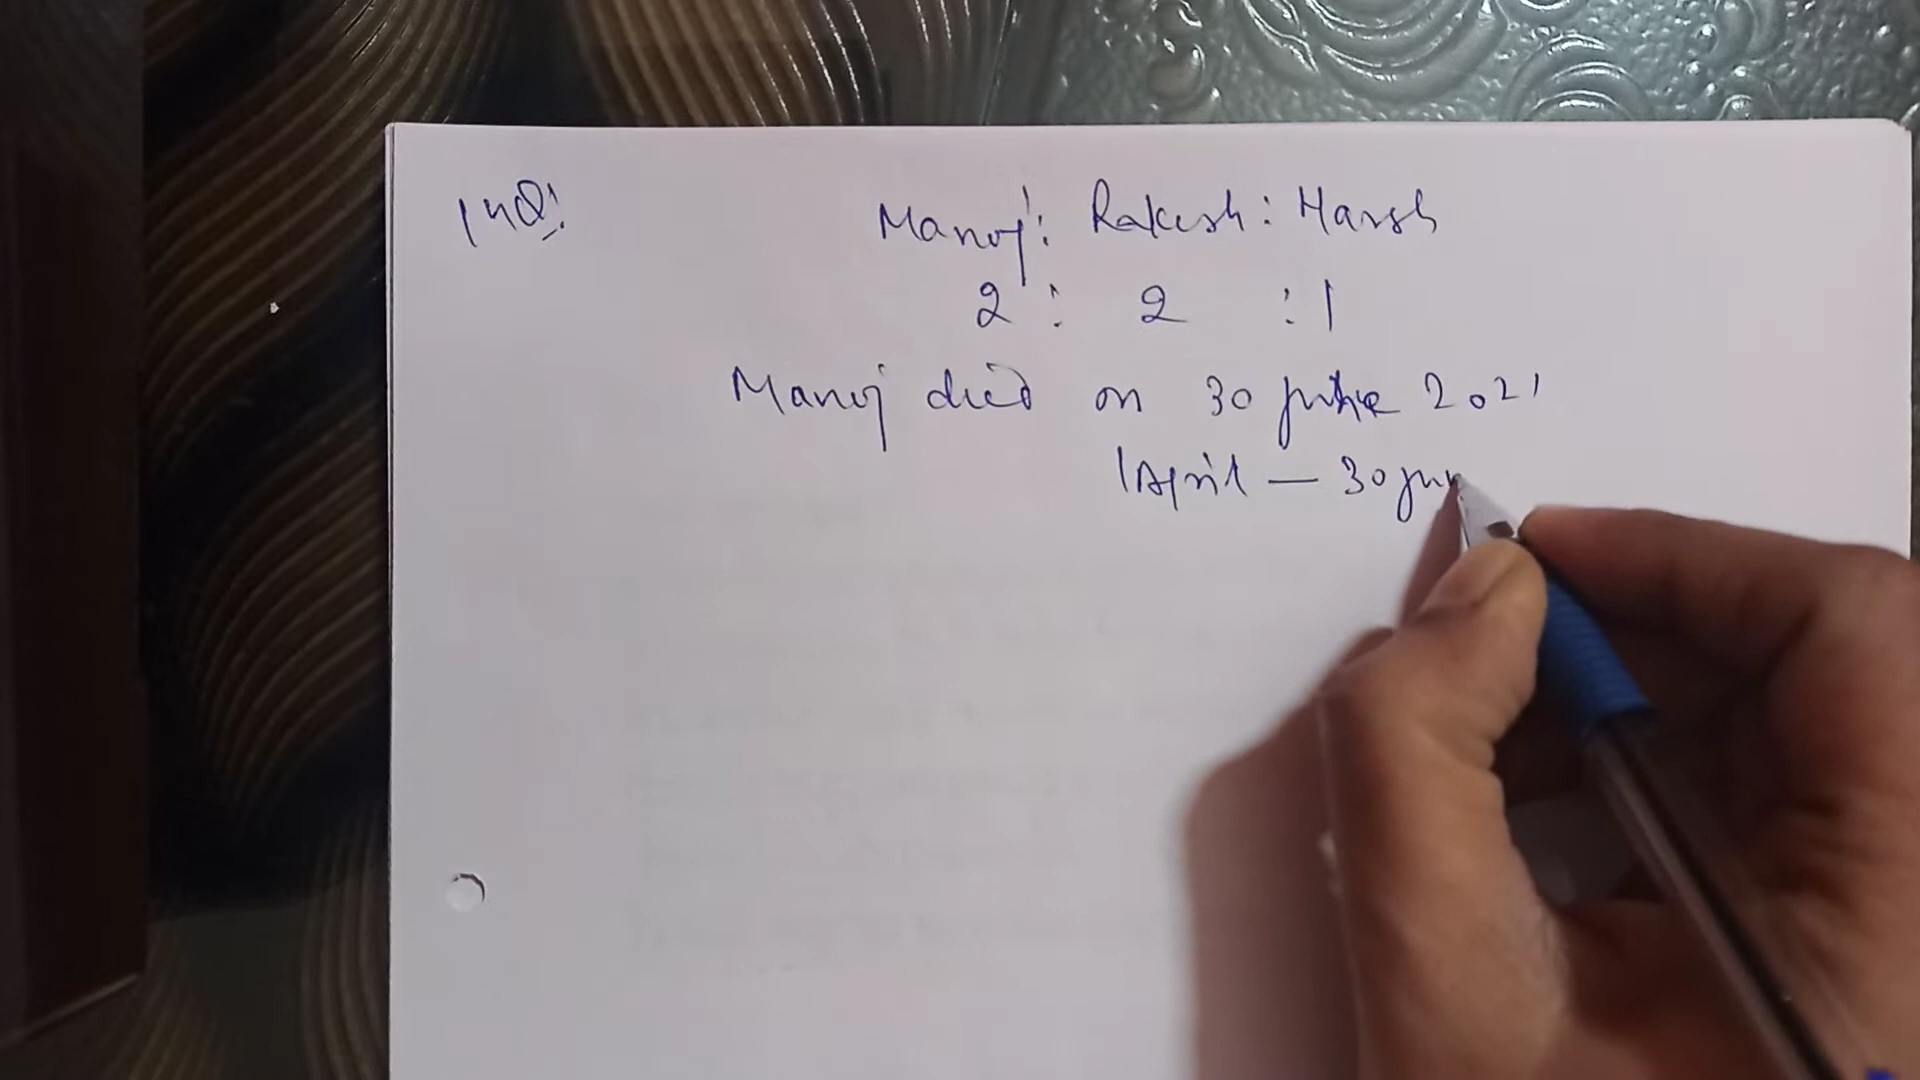 14Q!
Manoj: Rakesh: Harsh
2 : 2 : 1
Manoj died on 30 june 2021
1 April — 30 jun